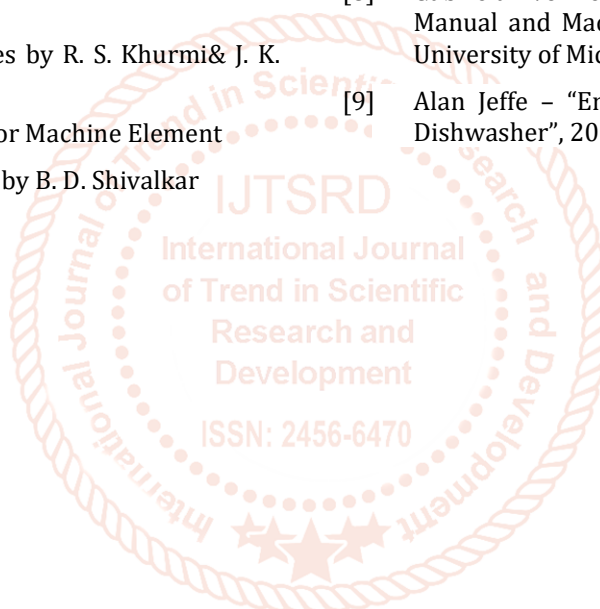 es by R. S. Khurmi& J. K.
or Machine Element
by B. D. Shivalkar
Manual and Mac
University of Mic
[9] Alan Jeffe – "En
Dishwasher", 20
International Journal of Trend in Scientific Research and Development
IJTSRD
International Journal
of Trend in Scientific
Research and
Development
ISSN: 2456-6470